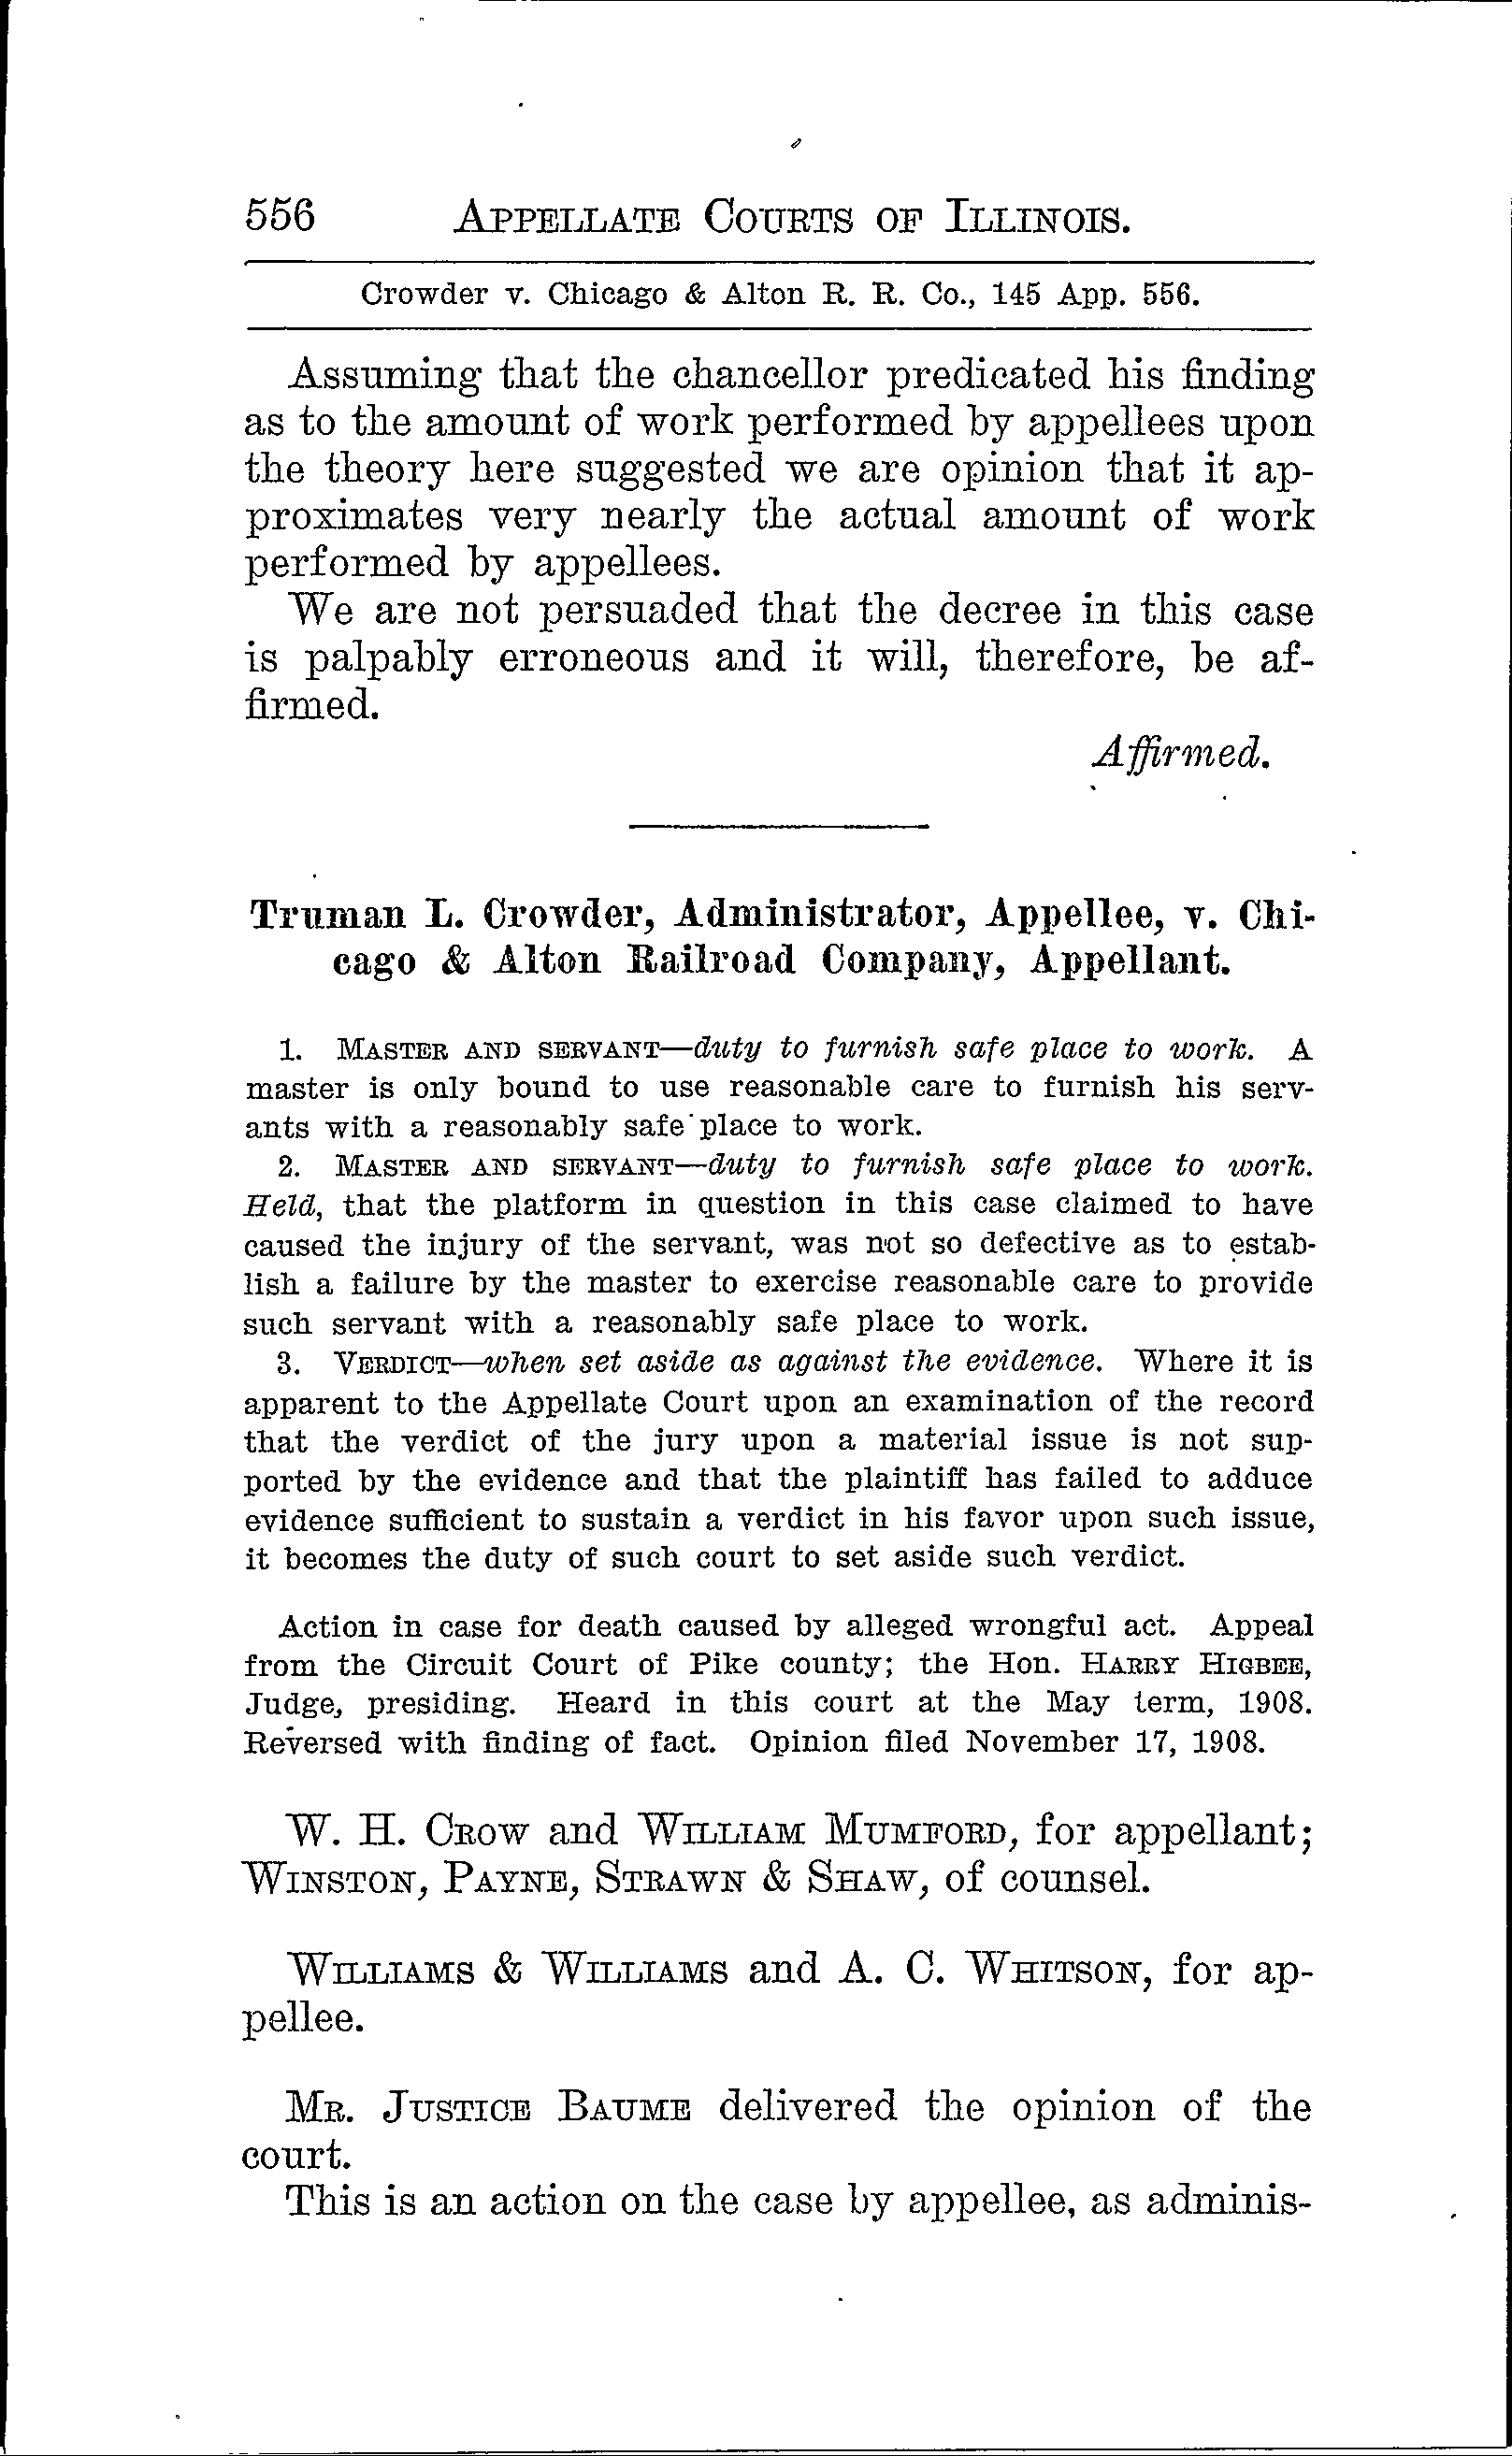 556 APPELLATE COURTS OF ILLINOIS.
Crowder v. Chicago & Alton R. R. Co., 145 App. 556.
Assuming that the chancellor predicated his finding
as to the amount of work performed by appellees upon
the theory here suggested we are opinion that it ap-
proximates very nearly the actual amount of work
performed by appellees.
We are not persuaded that the decree in this case
is palpably erroneous and it will, therefore, be af-
firmed.
Affirmed.
Truman L. Crowder, Administrator, Appellee, v. Chi-
cago & Alton Railroad Company, Appellant.
1. MASTER AND SERVANT—duty to furnish safe place to work. A
master is only bound to use reasonable care to furnish his serv-
ants with a reasonably safe place to work.
2. MASTER AND SERVANT—duty to furnish safe place to work.
Held, that the platform in question in this case claimed to have
caused the injury of the servant, was not so defective as to estab-
lish a failure by the master to exercise reasonable care to provide
such servant with a reasonably safe place to work.
3. VERDICT—when set aside as against the evidence. Where it is
apparent to the Appellate Court upon an examination of the record
that the verdict of the jury upon a material issue is not sup-
ported by the evidence and that the plaintiff has failed to adduce
evidence sufficient to sustain a verdict in his favor upon such issue,
it becomes the duty of such court to set aside such verdict.
Action in case for death caused by alleged wrongful act. Appeal
from the Circuit Court of Pike county; the Hon. HARRY HIGBEE,
Judge, presiding. Heard in this court at the May term, 1908.
Reversed with finding of fact. Opinion filed November 17, 1908.
W. H. CROW and WILLIAM MUMFORD, for appellant;
WINSTON, PAYNE, STRAWN & SHAW, of counsel.
WILLIAMS & WILLIAMS and A. C. WHITSON, for ap-
pellee.
MR. JUSTICE BAUME delivered the opinion of the
court.
This is an action on the case by appellee, as adminis-